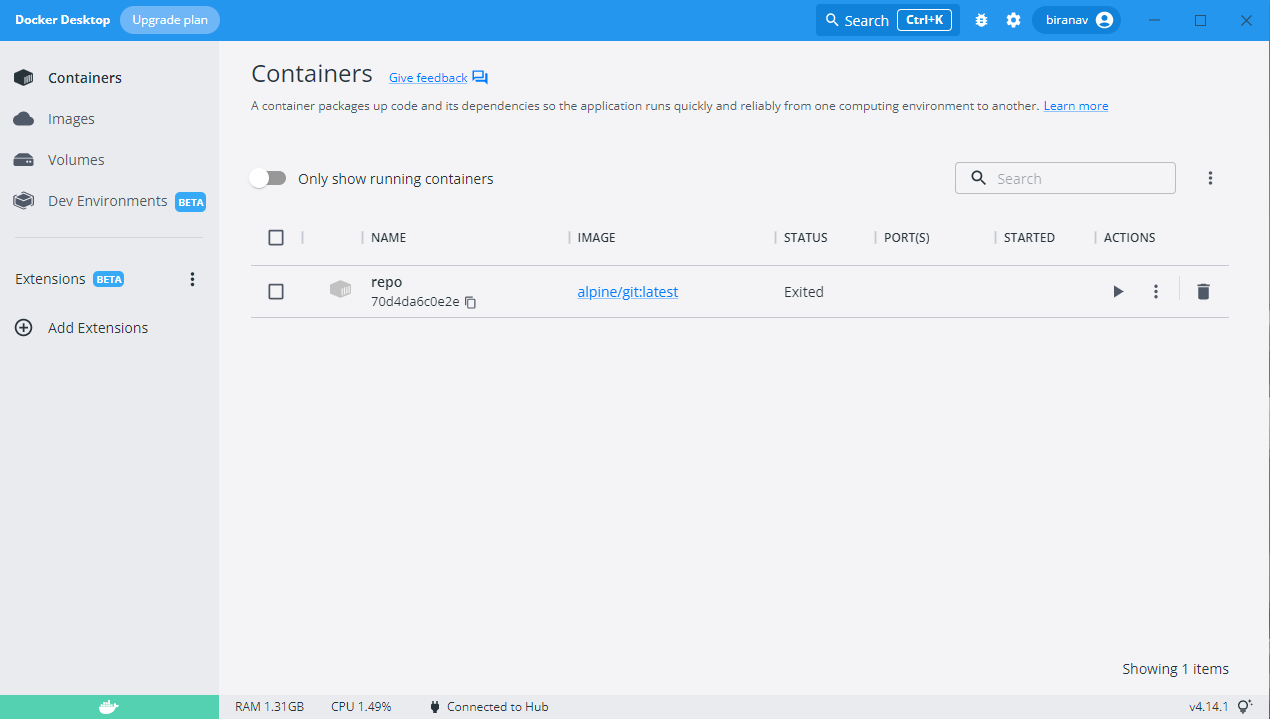 Docker Desktop Upgrade plan Search Ctrl+K biranav
Containers
Images
Volumes
Dev Environments BETA
Extensions BETA
Add Extensions
Containers Give feedback
A container packages up code and its dependencies so the application runs quickly and reliably from one computing environment to another. Learn more
Only show running containers Search
NAME IMAGE STATUS PORT(S) STARTED ACTIONS
repo
70d4da6c0e2e alpine/git:latest Exited
Showing 1 items
RAM 1.31GB CPU 1.49% Connected to Hub v4.14.1